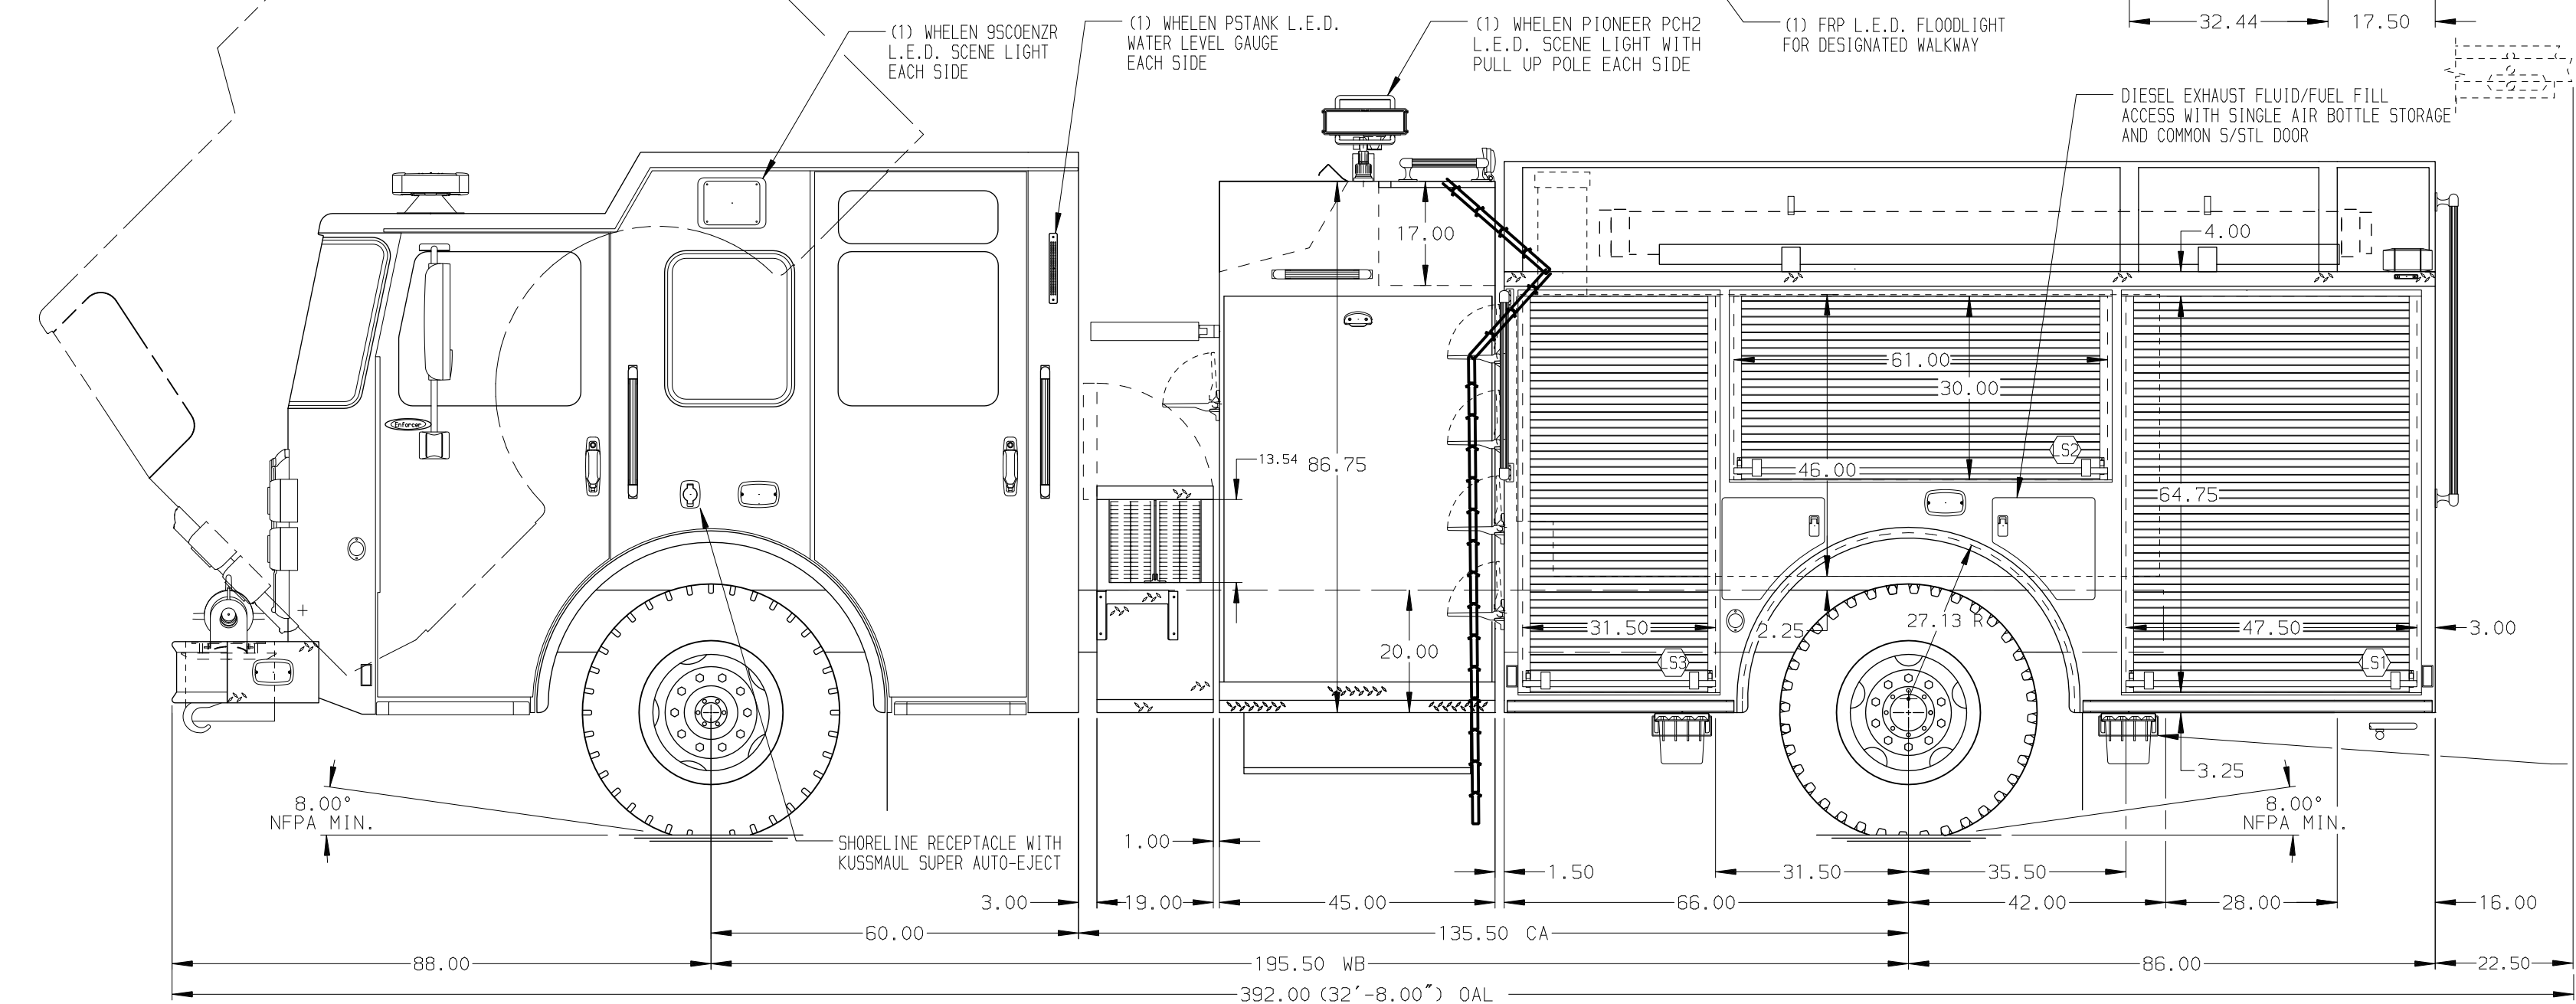 (1) WHELEN 9SC0ENZR
L.E.D. SCENE LIGHT
EACH SIDE
(1) WHELEN PSTANK L.E.D.
WATER LEVEL GAUGE
EACH SIDE
(1) WHELEN PIONEER PCH2
L.E.D. SCENE LIGHT WITH
PULL UP POLE EACH SIDE
(1) FRP L.E.D. FLOODLIGHT
FOR DESIGNATED WALKWAY
32.44
17.50
DIESEL EXHAUST FLUID/FUEL FILL
ACCESS WITH SINGLE AIR BOTTLE STORAGE
AND COMMON S/STL DOOR
17.00
4.00
61.00
30.00
Enforcer
LS2
13.54
86.75
46.00
64.75
31.50
2.25
27.13 R
47.50
3.00
20.00
LS3
LS1
3.25
8.00°
NFPA MIN.
8.00°
NFPA MIN.
SHORELINE RECEPTACLE WITH
KUSSMAUL SUPER AUTO-EJECT
1.00
1.50
31.50
35.50
3.00
19.00
45.00
66.00
42.00
28.00
16.00
60.00
135.50 CA
88.00
195.50 WB
86.00
22.50
392.00 (32'-8.00") OAL